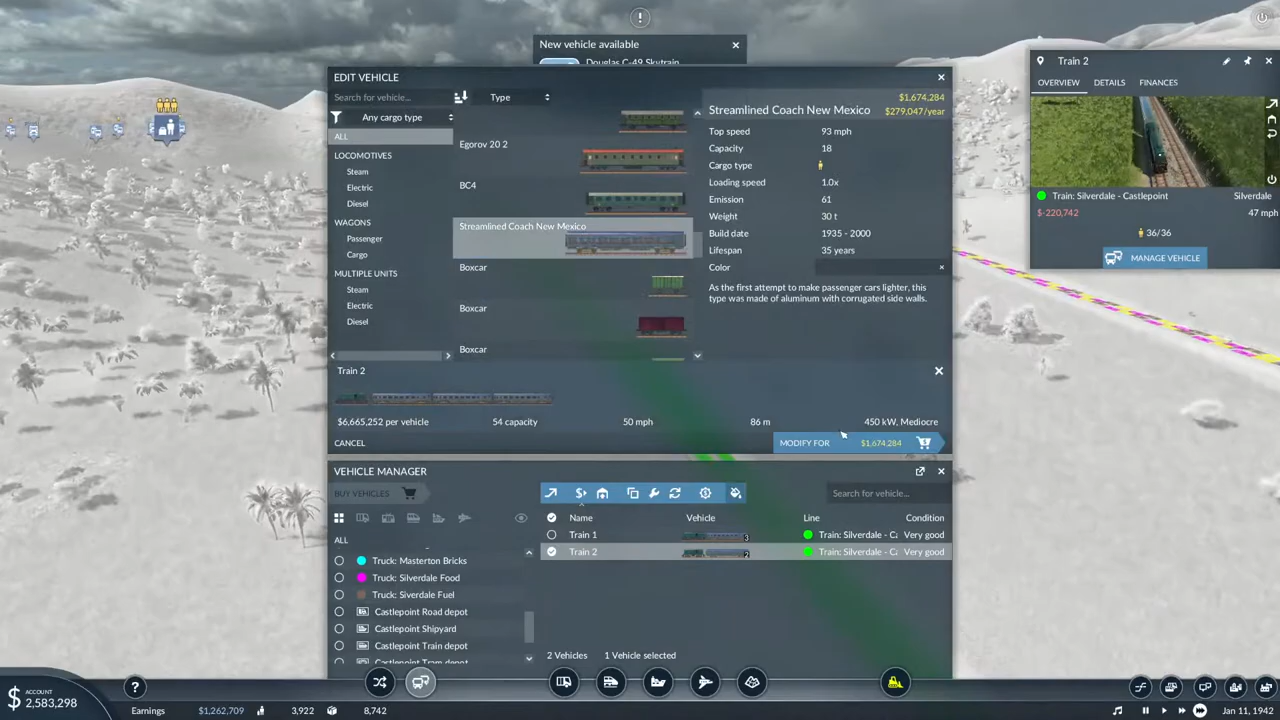 New vehicle available
Douglas C-49 Skytrain
EDIT VEHICLE
Search for vehicle...
Type
Any cargo type
ALL
LOCOMOTIVES
Steam
Electric
Diesel
WAGONS
Passenger
Cargo
MULTIPLE UNITS
Steam
Electric
Diesel
Egorov 20 2
BC4
Streamlined Coach New Mexico
Boxcar
Boxcar
Boxcar
$1,674,284
Streamlined Coach New Mexico
$279,047/year
Top speed 93 mph
Capacity 18
Cargo type
Loading speed 1.0x
Emission 61
Weight 30 t
Build date 1935 - 2000
Lifespan 35 years
Color
As the first attempt to make passenger cars lighter, this
type was made of aluminum with corrugated side walls.
Train 2
$6,665,252 per vehicle 54 capacity 50 mph 86 m 450 kW, Mediocre
CANCEL
MODIFY FOR $1,674,284
VEHICLE MANAGER
BUY VEHICLES
Search for vehicle...
ALL
Truck: Masterton Bricks
Truck: Silverdale Food
Truck: Siverdale Fuel
Castlepoint Road depot
Castlepoint Shipyard
Castlepoint Train depot
Castlepoint Tram depot
Name Vehicle Line Condition
Train 1 3 Train: Silverdale - Ca Very good
Train 2 2 Train: Silverdale - Ca Very good
2 Vehicles 1 Vehicle selected
Train 2
OVERVIEW DETAILS FINANCES
Train: Silverdale - Castlepoint Silverdale
$-220,742 47 mph
36/36
MANAGE VEHICLE
ACCOUNT
$ 2,583,298
?
Earnings $1,262,709 3,922 8,742
Jan 11, 1942